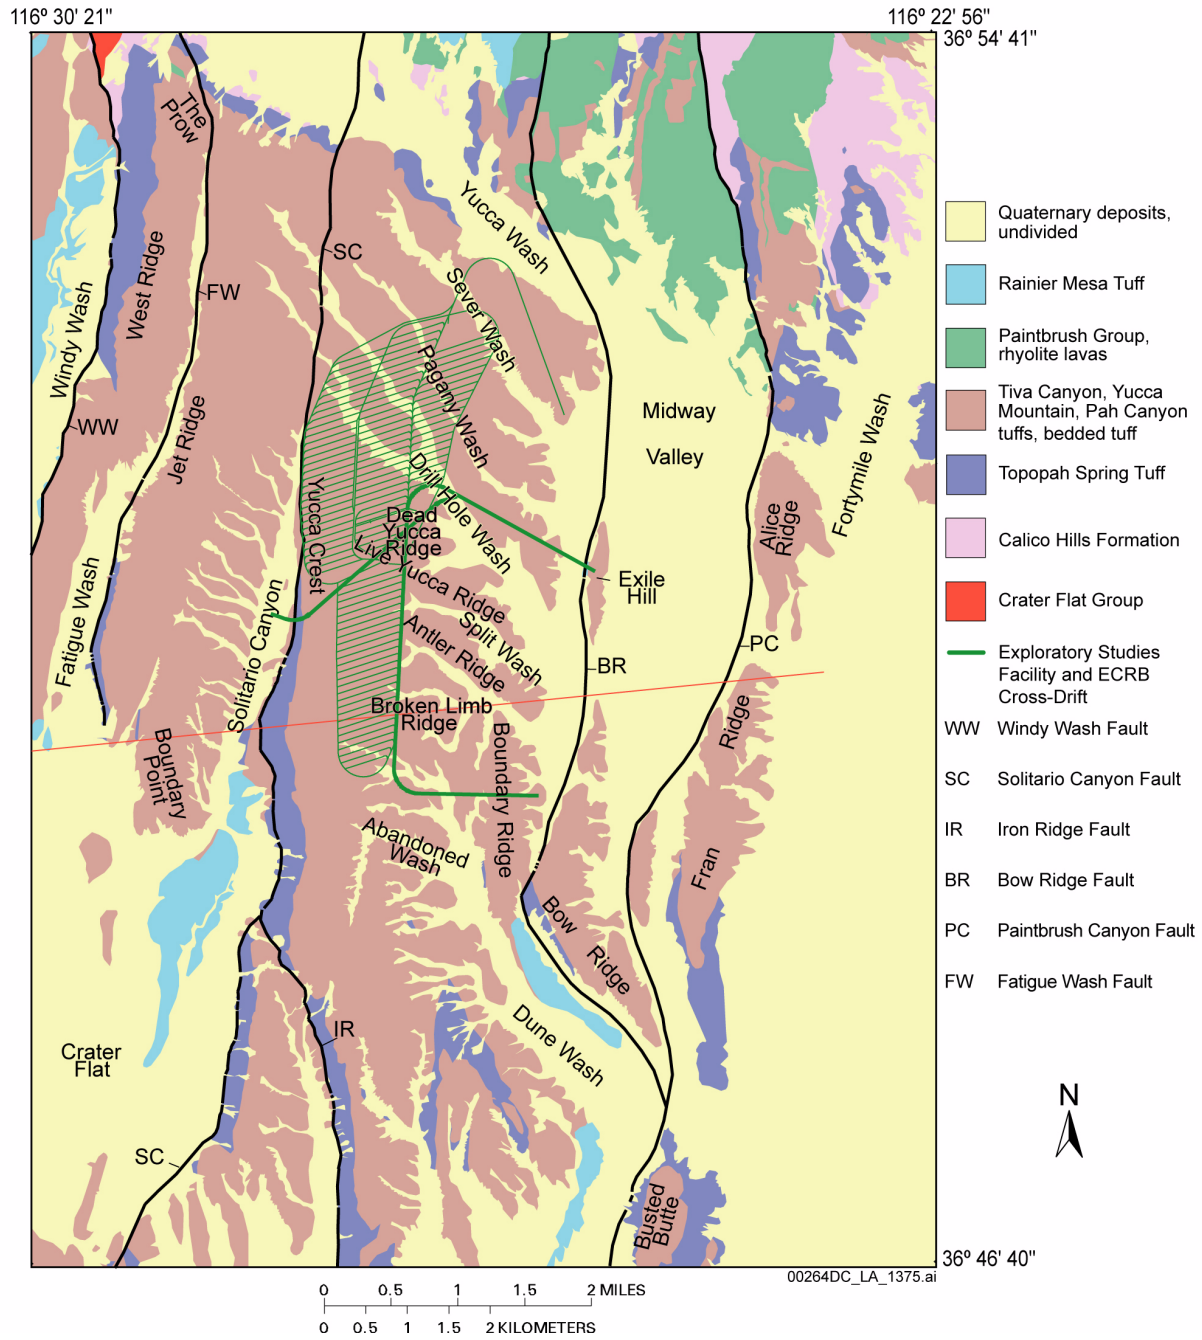 116º 30' 21"
116º 22' 56"
36º 54' 41"
The
Prow
Yucca Wash
SC
West Ridge
FW
Windy Wash
Sever Wash
Pagany Wash
Jet Ridge
WW
Midway
Valley
Fortymile Wash
Drill Hole Wash
Yucca Crest
Dead
Yucca
Ridge
Alice
Ridge
Live Yucca Ridge
Exile
Hill
Fatigue Wash
Solitario Canyon
Split Wash
Antler Ridge
PC
BR
Broken Limb
Ridge
Boundary
Point
Boundary Ridge
Ridge
Fran
Abandoned
Wash
Bow
Ridge
Dune Wash
IR
Crater
Flat
SC
Busted
Butte
Quaternary deposits,
undivided
Rainier Mesa Tuff
Paintbrush Group,
rhyolite lavas
Tiva Canyon, Yucca
Mountain, Pah Canyon
tuffs, bedded tuff
Topopah Spring Tuff
Calico Hills Formation
Crater Flat Group
Exploratory Studies
Facility and ECRB
Cross-Drift
WW Windy Wash Fault
SC Solitario Canyon Fault
IR Iron Ridge Fault
BR Bow Ridge Fault
PC Paintbrush Canyon Fault
FW Fatigue Wash Fault
N
36º 46' 40"
00264DC_LA_1375.ai
0 0.5 1 1.5 2 MILES
0 0.5 1 1.5 2 KILOMETERS